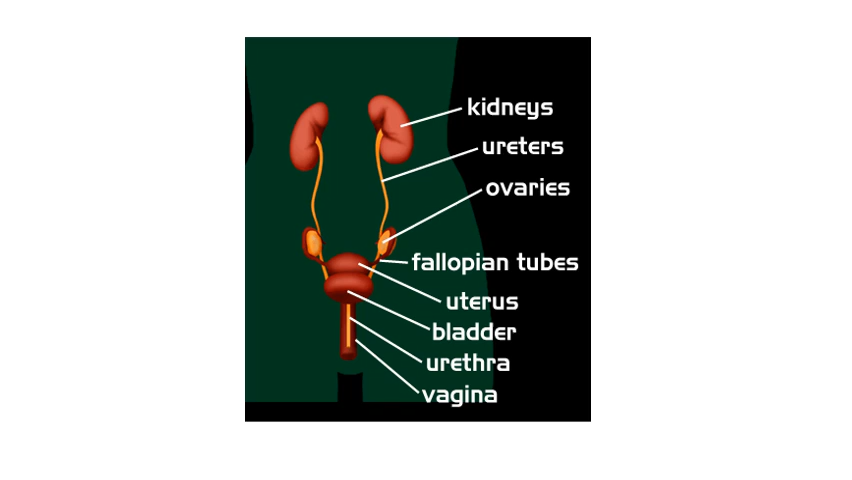 kidneys
ureters
ovaries
fallopian tubes
uterus
bladder
urethra
vagina